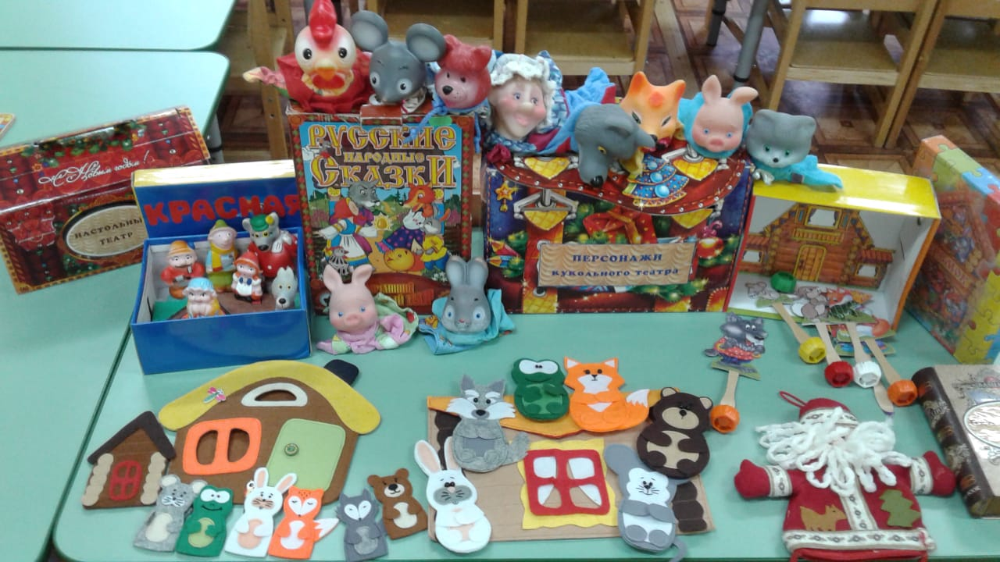 с Новым годом!
НАСТОЛЬНЫЙ
ТЕАТР
КРАСНАЯ
РУССКИЕ
НАРОДНЫЕ
СКАЗКИ
ПЕРСОНАЖИ
кукольного театра